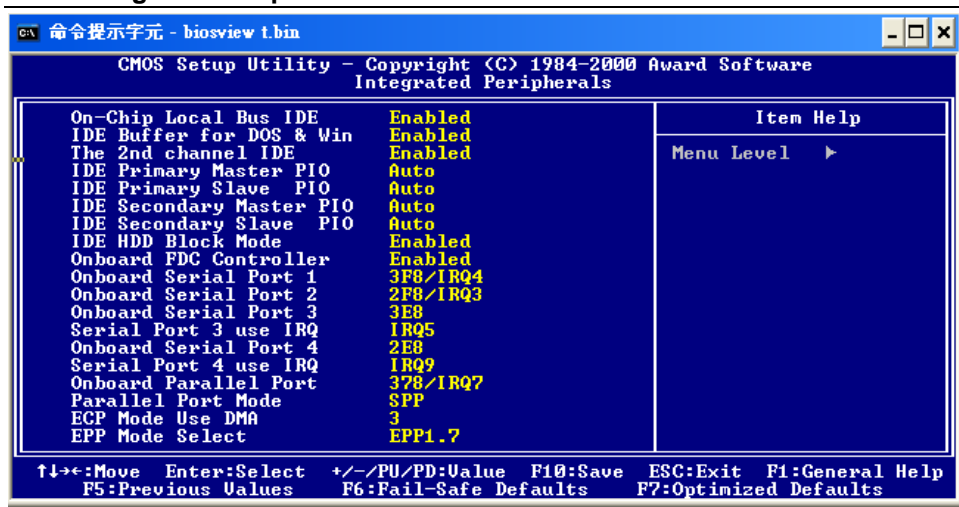 命令提示字元 - biosview t.bin
CMOS Setup Utility - Copyright (C) 1984-2000 Award Software
Integrated Peripherals
On-Chip Local Bus IDE Enabled
IDE Buffer for DOS & Win Enabled
The 2nd channel IDE Enabled
IDE Primary Master PIO Auto
IDE Primary Slave PIO Auto
IDE Secondary Master PIO Auto
IDE Secondary Slave PIO Auto
IDE HDD Block Mode Enabled
Onboard FDC Controller Enabled
Onboard Serial Port 1 3F8/IRQ4
Onboard Serial Port 2 2F8/IRQ3
Onboard Serial Port 3 3E8
Serial Port 3 use IRQ IRQ5
Onboard Serial Port 4 2E8
Serial Port 4 use IRQ IRQ9
Onboard Parallel Port 378/IRQ7
Parallel Port Mode SPP
ECP Mode Use DMA 3
EPP Mode Select EPP1.7
Item Help
Menu Level ►
↑↓→←:Move Enter:Select +/-/PU/PD:Value F10:Save ESC:Exit F1:General Help
F5:Previous Values F6:Fail-Safe Defaults F7:Optimized Defaults